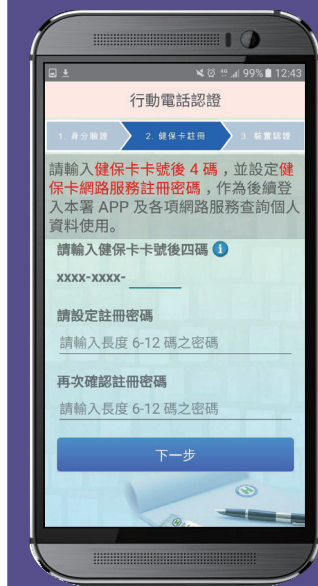 4G 99% 12:43
行動電話認證
1. 身分驗證 2. 健保卡註冊 3. 裝置認證
請輸入健保卡卡號後 4 碼，並設定健
保卡網路服務註冊密碼，作為後續登
入本署 APP 及各項網路服務查詢個人
資料使用。
請輸入健保卡卡號後四碼 i
xxxx-xxxx-
請設定註冊密碼
請輸入長度 6-12 碼之密碼
再次確認註冊密碼
請輸入長度 6-12 碼之密碼
下一步